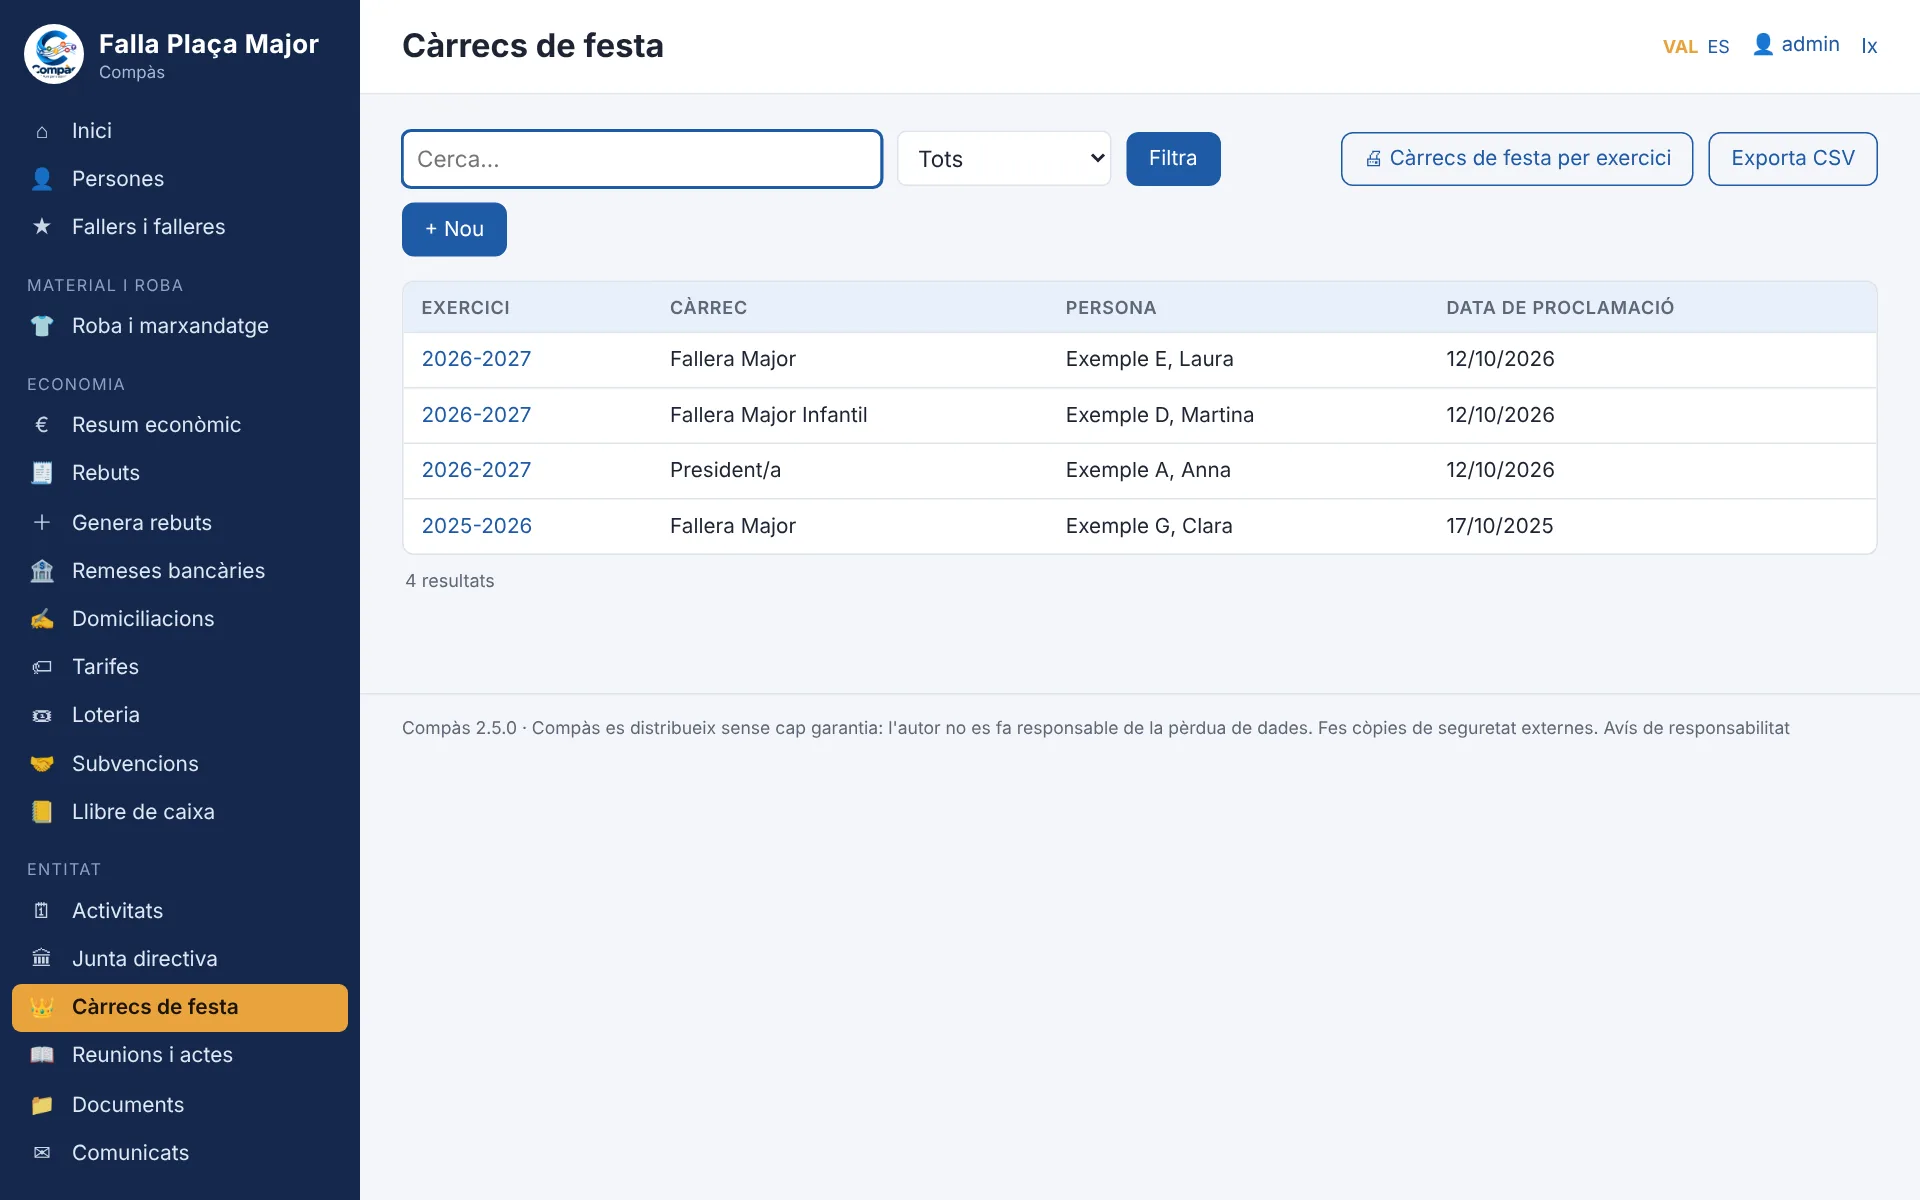 Falla Plaça Major
Compàs
Inici
Persones
Fallers i falleres
MATERIAL I ROBA
Roba i marxandatge
ECONOMIA
Resum econòmic
Rebuts
Genera rebuts
Remeses bancàries
Domiciliacions
Tarifes
Loteria
Subvencions
Llibre de caixa
ENTITAT
Activitats
Junta directiva
Càrrecs de festa
Reunions i actes
Documents
Comunicats
Càrrecs de festa
VAL ES admin Ix
Cerca... Tots Filtra Càrrecs de festa per exercici Exporta CSV
+ Nou
EXERCICI CÀRREC PERSONA DATA DE PROCLAMACIÓ
2026-2027 Fallera Major Exemple E, Laura 12/10/2026
2026-2027 Fallera Major Infantil Exemple D, Martina 12/10/2026
2026-2027 President/a Exemple A, Anna 12/10/2026
2025-2026 Fallera Major Exemple G, Clara 17/10/2025
4 resultats
Compàs 2.5.0 · Compàs es distribueix sense cap garantia: l'autor no es fa responsable de la pèrdua de dades. Fes còpies de seguretat externes. Avís de responsabilitat